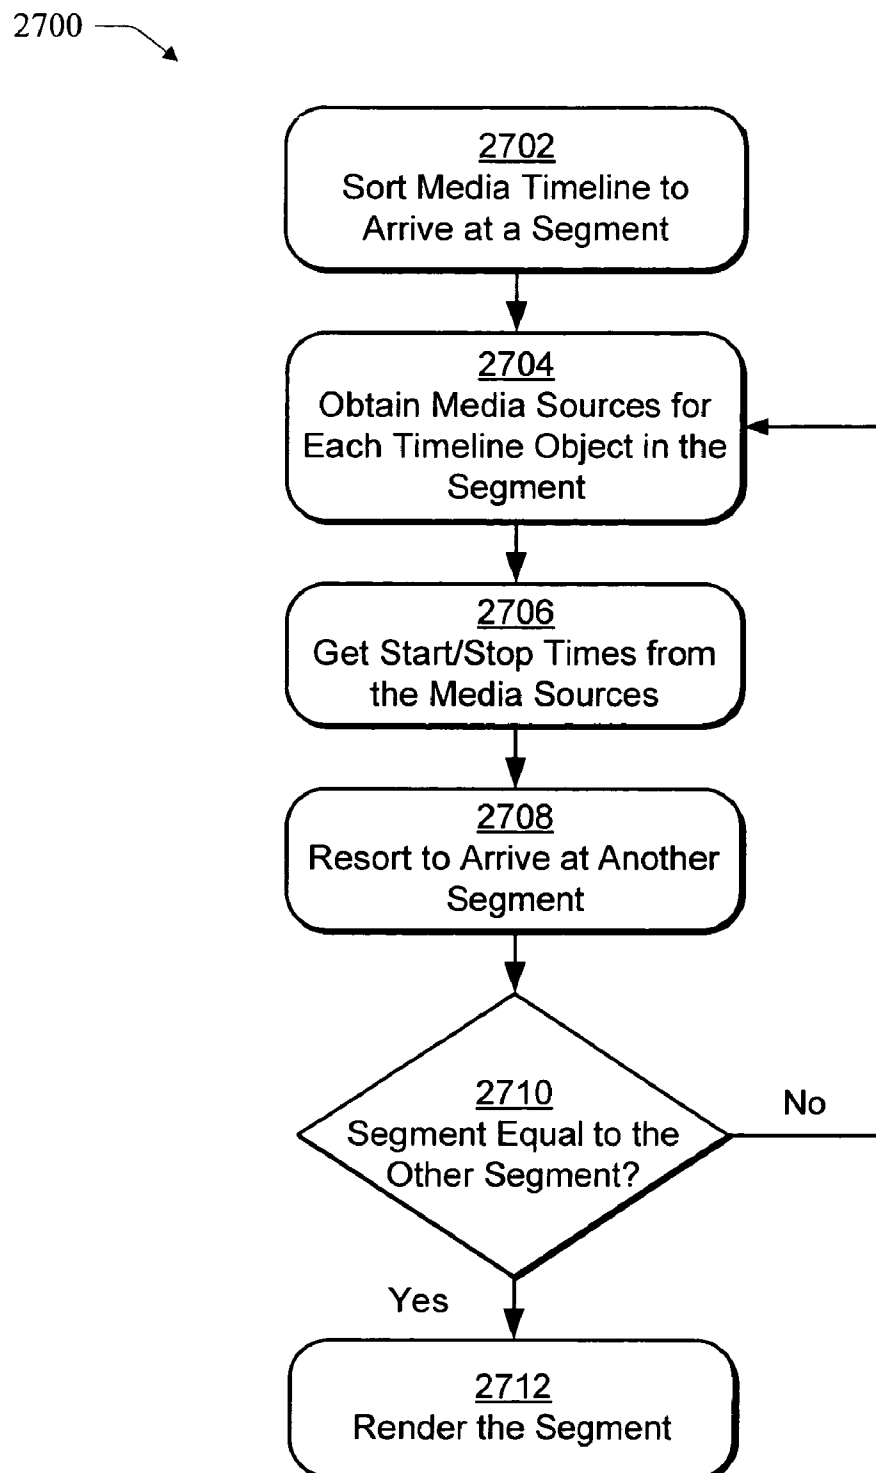 2700
2702
Sort Media Timeline to
Arrive at a Segment
2704
Obtain Media Sources for
Each Timeline Object in the
Segment
2706
Get Start/Stop Times from
the Media Sources
2708
Resort to Arrive at Another
Segment
2710
Segment Equal to the
Other Segment?
No
Yes
2712
Render the Segment